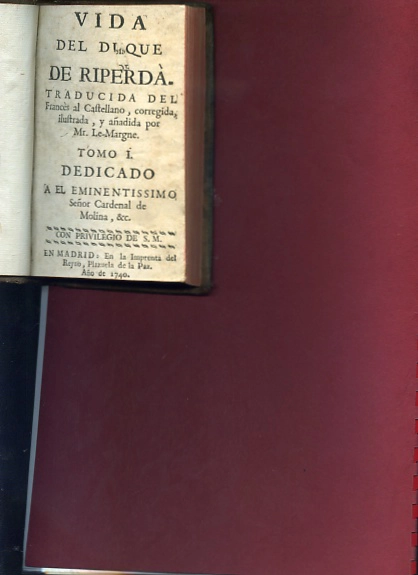 VIDA
DEL DUQUE
DE RIPERDÀ.
TRADUCIDA DEL
Francès al Castellano, corregida,
ilustrada, y añadida por
Mr. Le-Margne.
TOMO I.
DEDICADO
A EL EMINENTISSIMO
Señor Cardenal de
Molina, &c.
CON PRIVILEGIO DE S. M.
EN MADRID: En la Imprenta del
Reyno, Plazuela de la Paz.
Año de 1740.